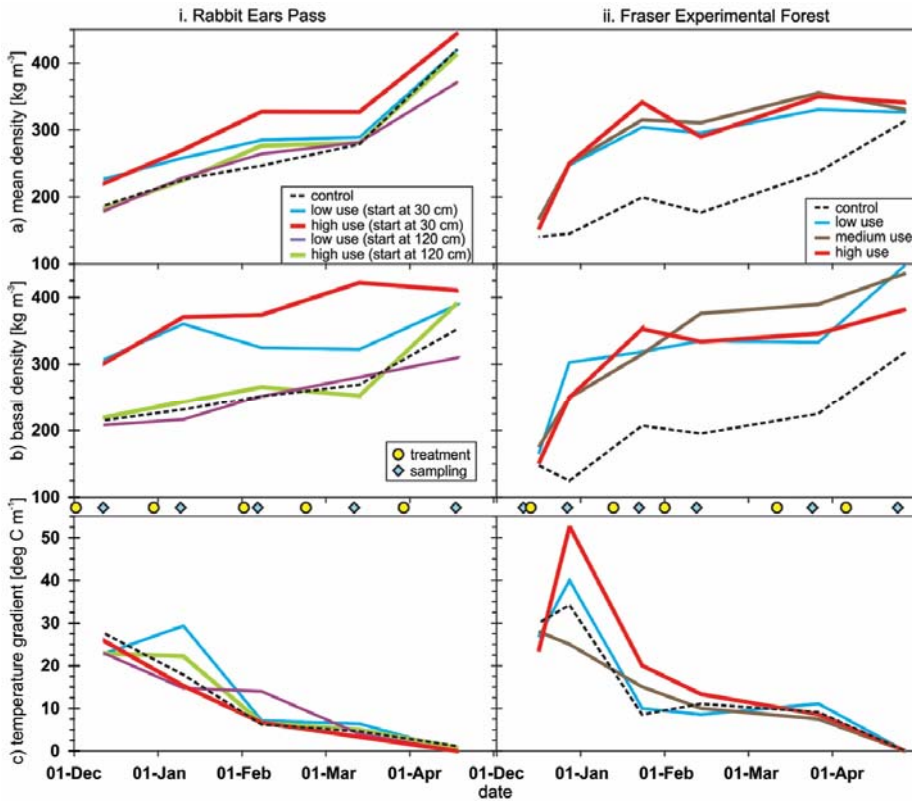 i. Rabbit Ears Pass
ii. Fraser Experimental Forest
a) mean density [kg m-3]
400
300
200
100
control
low use (start at 30 cm)
high use (start at 30 cm)
low use (start at 120 cm)
high use (start at 120 cm)
control
low use
medium use
high use
b) basal density [kg m-3]
400
300
200
100
treatment
sampling
c) temperature gradient [deg C m-1]
50
40
30
20
10
0
01-Dec 01-Jan 01-Feb 01-Mar 01-Apr 01-Dec 01-Jan 01-Feb 01-Mar 01-Apr
date